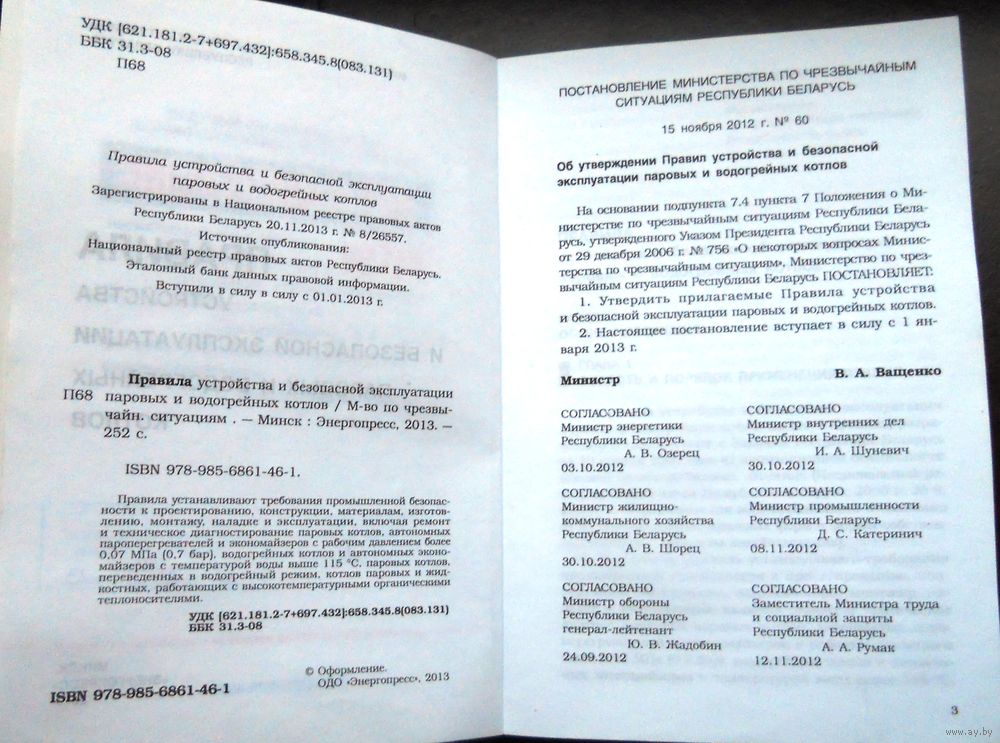 УДК [621.181.2-7+697.432]:658.345.8(083.131)
ББК 31.3-08
П68
Правила устройства и безопасной эксплуатации
паровых и водогрейных котлов
Зарегистрированы в Национальном реестре правовых актов
Республики Беларусь 20.11.2013 г. № 8/26557.
Источник опубликования:
Национальный реестр правовых актов Республики Беларусь.
Эталонный банк данных правовой информации.
Вступили в силу в силу с 01.01.2013 г.
Правила устройства и безопасной эксплуатации
П68 паровых и водогрейных котлов / М-во по чрезвы-
чайн. ситуациям . — Минск : Энергопресс, 2013. —
252 с.
ISBN 978-985-6861-46-1.
Правила устанавливают требования промышленной безопас-
ности к проектированию, конструкции, материалам, изготов-
лению, монтажу, наладке и эксплуатации, включая ремонт
и техническое диагностирование паровых котлов, автономных
пароперегревателей и экономайзеров с рабочим давлением более
0,07 МПа (0,7 бар), водогрейных котлов и автономных эконо-
майзеров с температурой воды выше 115 °С, паровых котлов,
переведенных в водогрейный режим, котлов паровых и жид-
костных, работающих с высокотемпературными органическими
теплоносителями.
УДК [621.181.2-7+697.432]:658.345.8(083.131)
ББК 31.3-08
© Оформление.
ОДО «Энергопресс», 2013
ISBN 978-985-6861-46-1
ПОСТАНОВЛЕНИЕ МИНИСТЕРСТВА ПО ЧРЕЗВЫЧАЙНЫМ
СИТУАЦИЯМ РЕСПУБЛИКИ БЕЛАРУСЬ
15 ноября 2012 г. № 60
Об утверждении Правил устройства и безопасной
эксплуатации паровых и водогрейных котлов
На основании подпункта 7.4 пункта 7 Положения о Ми-
нистерстве по чрезвычайным ситуациям Республики Бела-
русь, утвержденного Указом Президента Республики Беларусь
от 29 декабря 2006 г. № 756 «О некоторых вопросах Минис-
терства по чрезвычайным ситуациям», Министерство по чрез-
вычайным ситуациям Республики Беларусь ПОСТАНОВЛЯЕТ:
1. Утвердить прилагаемые Правила устройства
и безопасной эксплуатации паровых и водогрейных котлов.
2. Настоящее постановление вступает в силу с 1 ян-
варя 2013 г.
Министр В. А. Ващенко
СОГЛАСОВАНО
Министр энергетики
Республики Беларусь
А. В. Озерец
03.10.2012
СОГЛАСОВАНО
Министр внутренних дел
Республики Беларусь
И. А. Шуневич
30.10.2012
СОГЛАСОВАНО
Министр жилищно-
коммунального хозяйства
Республики Беларусь
А. В. Шорец
30.10.2012
СОГЛАСОВАНО
Министр промышленности
Республики Беларусь
Д. С. Катеринич
08.11.2012
СОГЛАСОВАНО
Министр обороны
Республики Беларусь
генерал-лейтенант
Ю. В. Жадобин
24.09.2012
СОГЛАСОВАНО
Заместитель Министра труда
и социальной защиты
Республики Беларусь
А. А. Румак
12.11.2012
3
www.ay.by